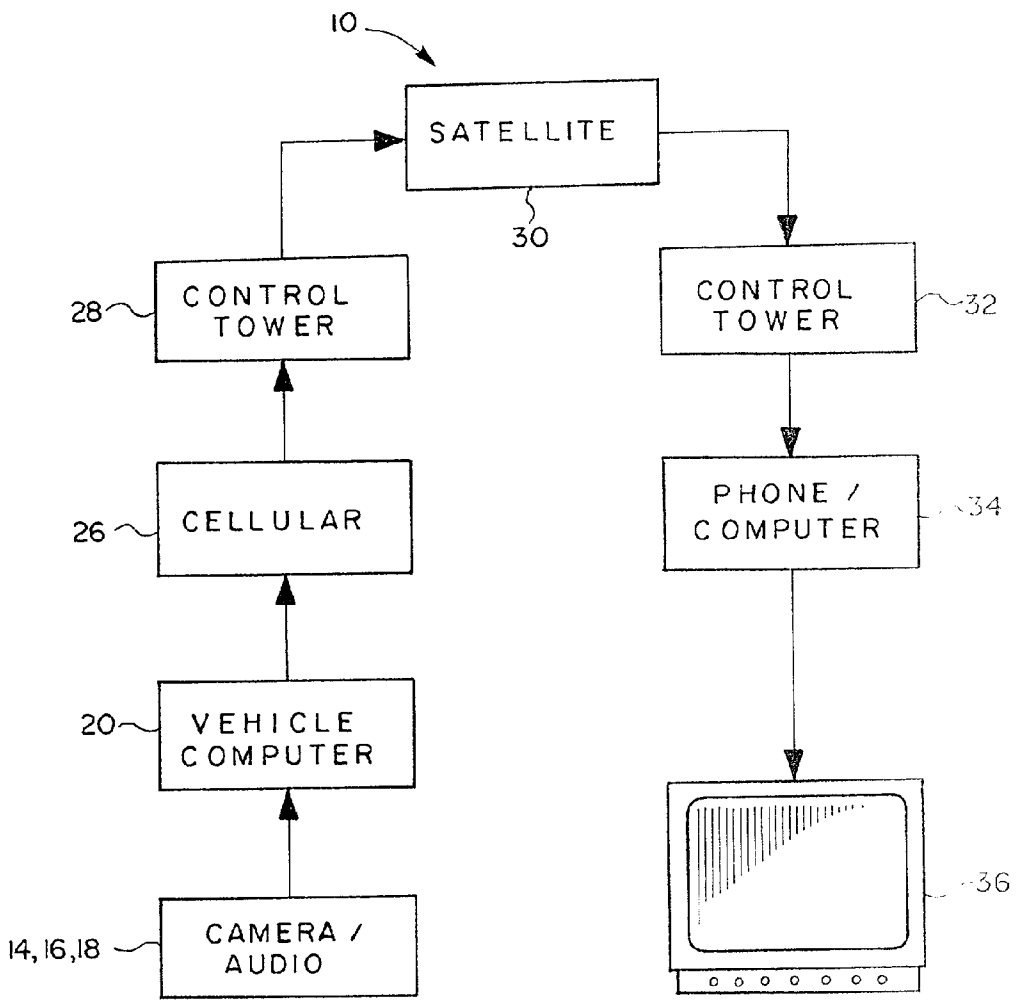 10
SATELLITE
30
28
CONTROL
TOWER
CONTROL
TOWER
32
26
CELLULAR
PHONE /
COMPUTER
34
20
VEHICLE
COMPUTER
14, 16, 18
CAMERA /
AUDIO
36